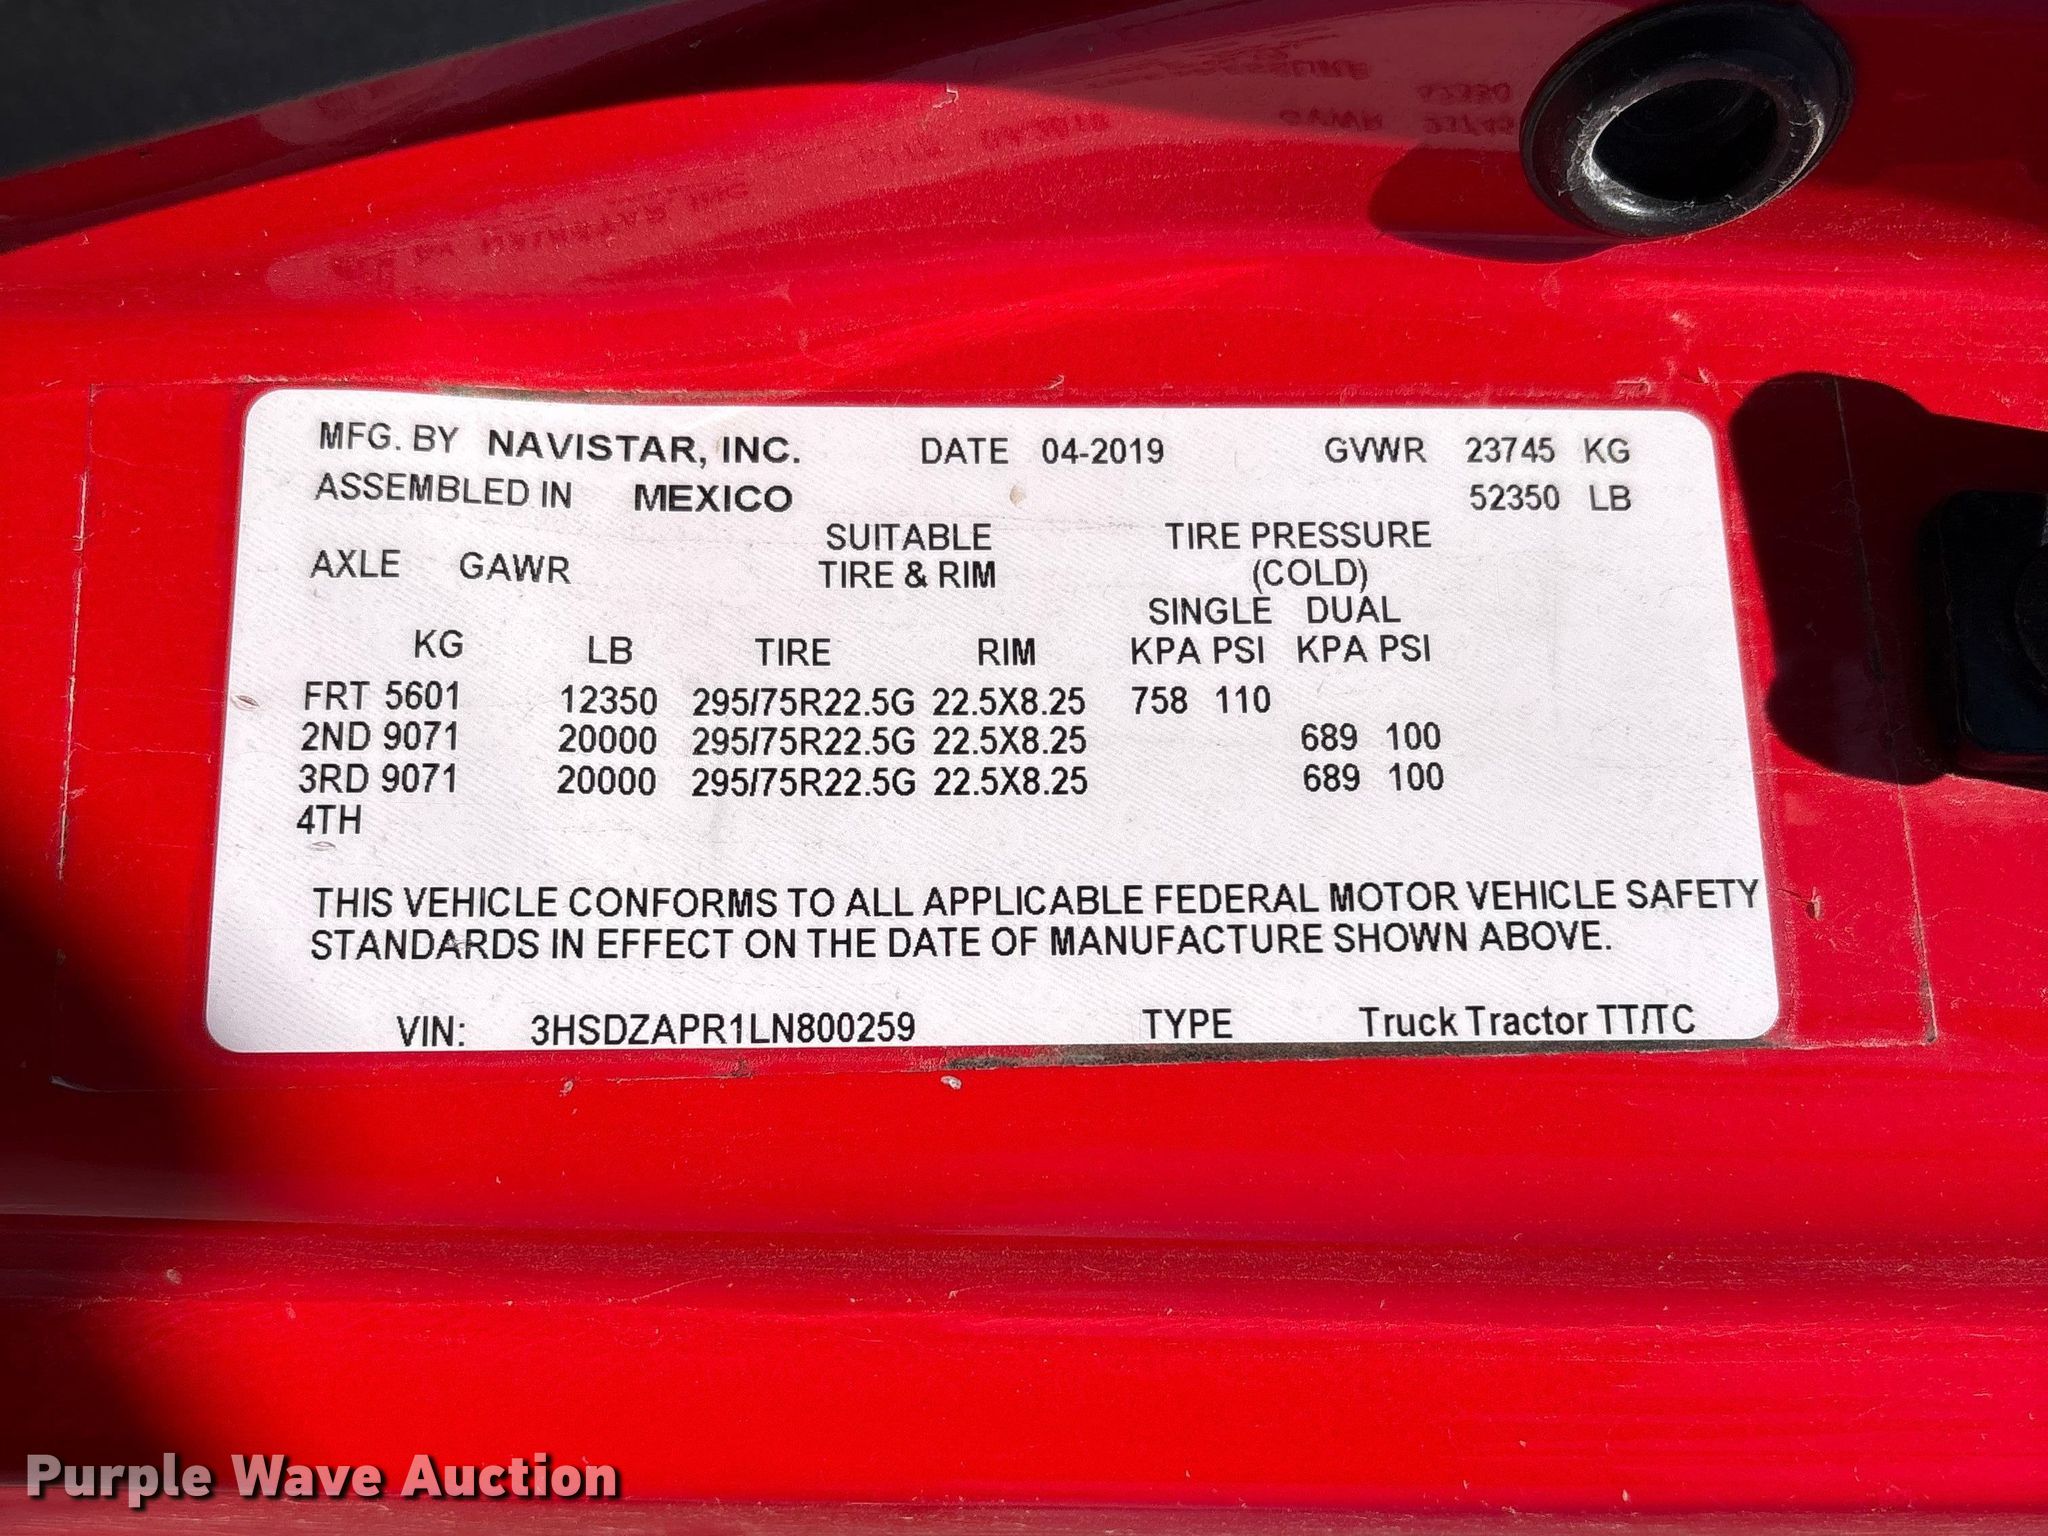 MFG. BY NAVISTAR, INC. DATE 04-2019 GVWR 23745 KG
ASSEMBLED IN MEXICO 52350 LB
SUITABLE TIRE PRESSURE
AXLE GAWR TIRE & RIM (COLD)
SINGLE DUAL
KG LB TIRE RIM KPA PSI KPA PSI
FRT 5601 12350 295/75R22.5G 22.5X8.25 758 110
2ND 9071 20000 295/75R22.5G 22.5X8.25 689 100
3RD 9071 20000 295/75R22.5G 22.5X8.25 689 100
4TH
THIS VEHICLE CONFORMS TO ALL APPLICABLE FEDERAL MOTOR VEHICLE SAFETY
STANDARDS IN EFFECT ON THE DATE OF MANUFACTURE SHOWN ABOVE.
VIN: 3HSDZAPR1LN800259 TYPE Truck Tractor TT/TC
Purple Wave Auction